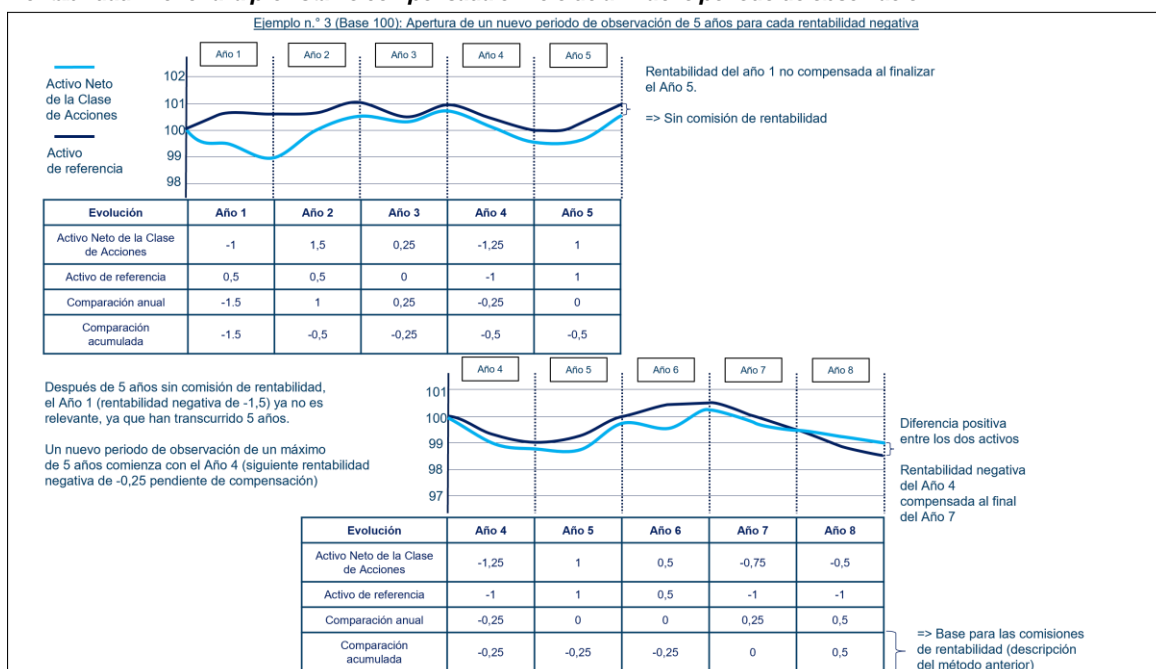 Ejemplo n.° 3 (Base 100): Apertura de un nuevo periodo de observación de 5 años para cada rentabilidad negativa
Año 1 Año 2 Año 3 Año 4 Año 5
Activo Neto
de la Clase
de Acciones
Activo
de referencia
102
101
100
99
98
Rentabilidad del año 1 no compensada al finalizar
el Año 5.
=> Sin comisión de rentabilidad
Evolución Año 1 Año 2 Año 3 Año 4 Año 5
Activo Neto de la Clase
de Acciones
-1 1,5 0,25 -1,25 1
Activo de referencia 0,5 0,5 0 -1 1
Comparación anual -1.5 1 0,25 -0,25 0
Comparación
acumulada
-1.5 -0,5 -0,25 -0,5 -0,5
Después de 5 años sin comisión de rentabilidad,
el Año 1 (rentabilidad negativa de -1,5) ya no es
relevante, ya que han transcurrido 5 años.
Un nuevo periodo de observación de un máximo
de 5 años comienza con el Año 4 (siguiente rentabilidad
negativa de -0,25 pendiente de compensación)
Año 4 Año 5 Año 6 Año 7 Año 8
101
100
99
98
97
Diferencia positiva
entre los dos activos
Rentabilidad negativa
del Año 4
compensada al final
del Año 7
Evolución Año 4 Año 5 Año 6 Año 7 Año 8
Activo Neto de la Clase
de Acciones
-1,25 1 0,5 -0,75 -0,5
Activo de referencia -1 1 0,5 -1 -1
Comparación anual -0,25 0 0 0,25 0,5
Comparación
acumulada
-0,25 -0,25 -0,25 0 0,5
=> Base para las comisiones
de rentabilidad (descripción
del método anterior)